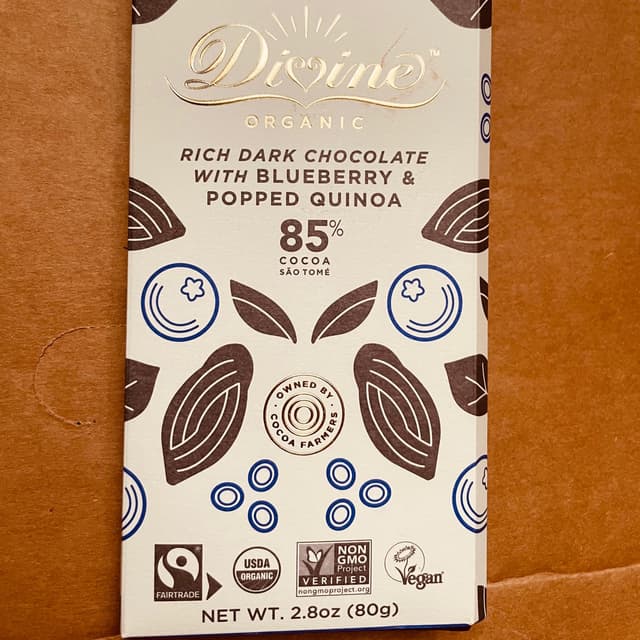 Divine™
ORGANIC
RICH DARK CHOCOLATE
WITH BLUEBERRY &
POPPED QUINOA
85%
COCOA
SÃO TOMÉ
· OWNED BY ·
COCOA FARMERS
FAIRTRADE
USDA
ORGANIC
NON
GMO
Project
VERIFIED
nongmoproject.org
Divine
Vegan
NET WT. 2.8oz (80g)